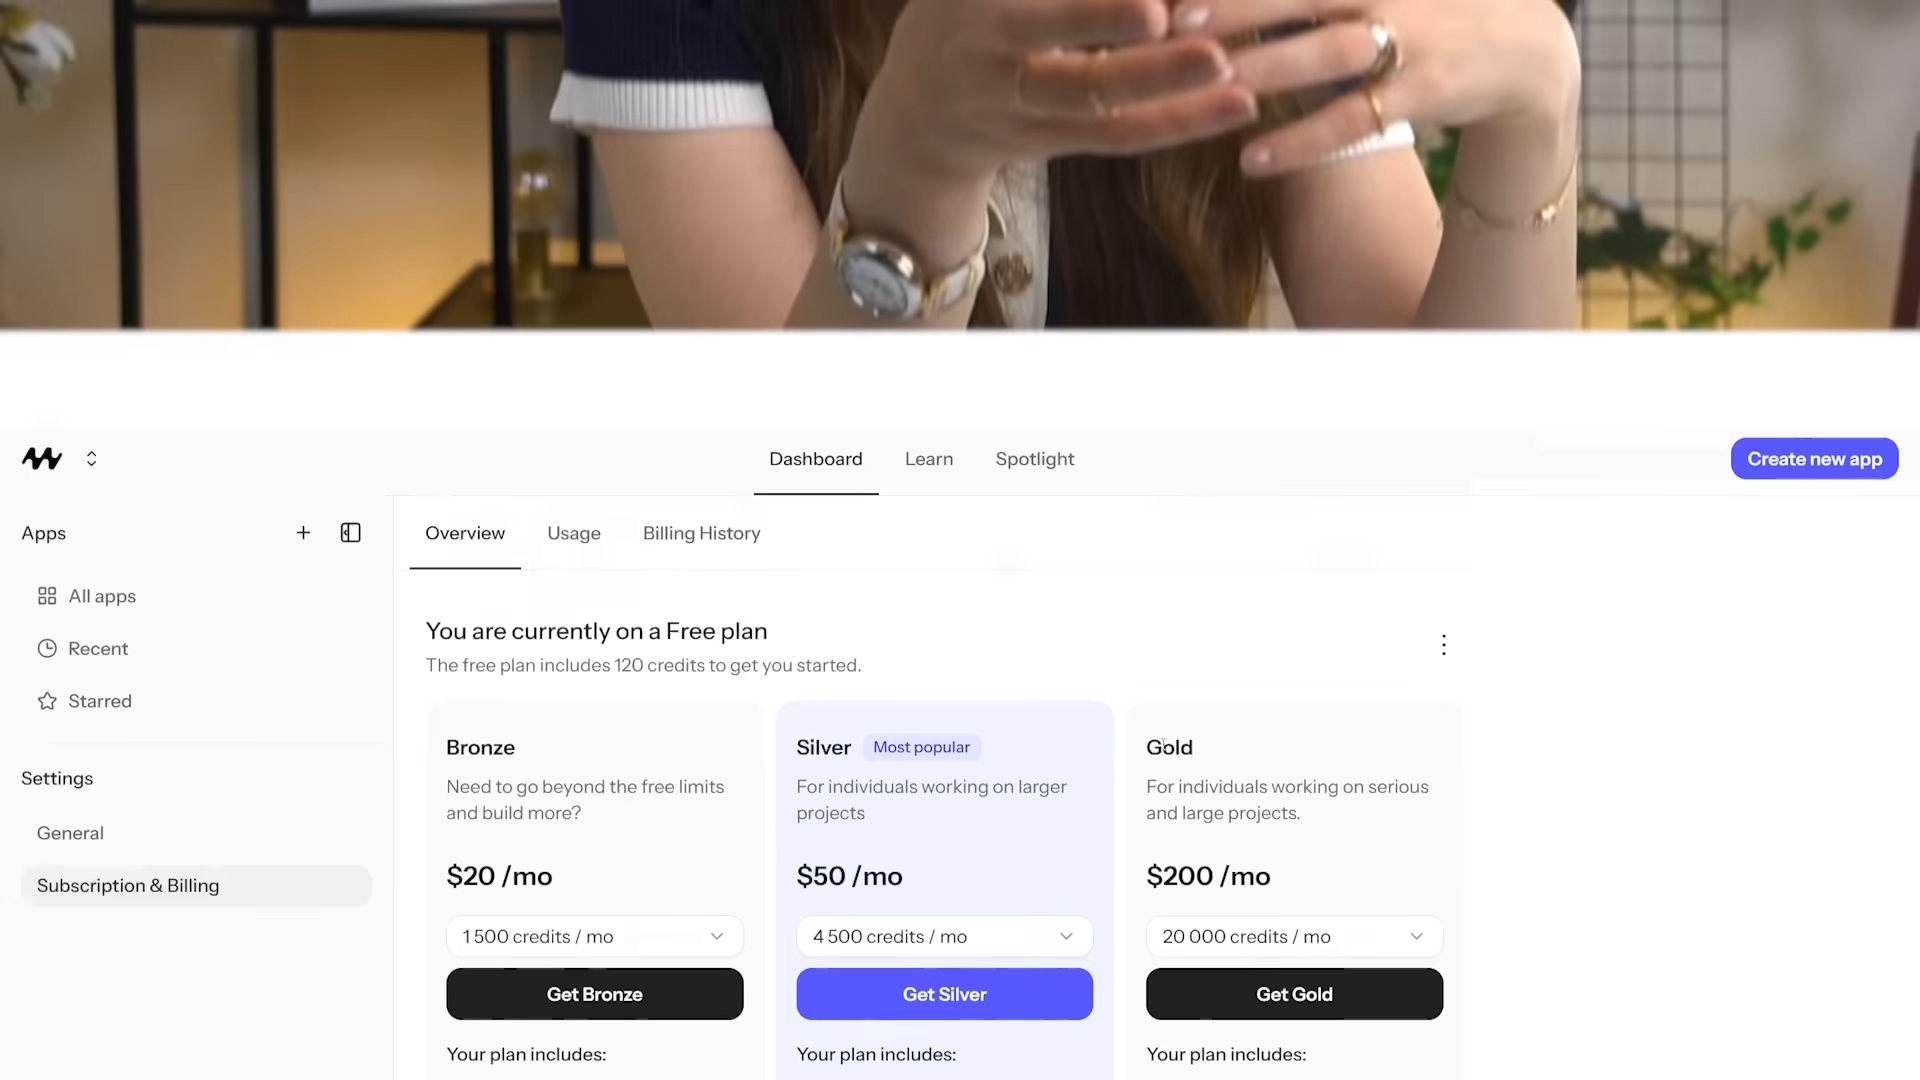 Dashboard
Learn
Spotlight
Create new app
Apps
All apps
Recent
Starred
Settings
General
Subscription & Billing
Overview
Usage
Billing History
You are currently on a Free plan
The free plan includes 120 credits to get you started.
Bronze
Need to go beyond the free limits
and build more?
$20 /mo
1 500 credits / mo
Get Bronze
Your plan includes:
Silver
Most popular
For individuals working on larger
projects
$50 /mo
4 500 credits / mo
Get Silver
Your plan includes:
Gold
For individuals working on serious
and large projects.
$200 /mo
20 000 credits / mo
Get Gold
Your plan includes: